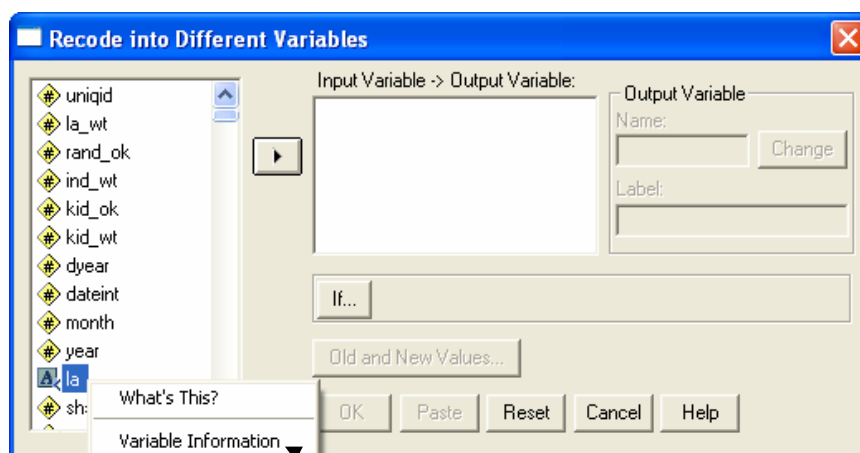 Recode into Different Variables
uniqid
la_wt
rand_ok
ind_wt
kid_ok
kid_wt
dyear
dateint
month
year
la
What's This?
Variable Information
Input Variable -> Output Variable:
Output Variable
Name:
Change
Label:
If...
Old and New Values...
OK
Paste
Reset
Cancel
Help